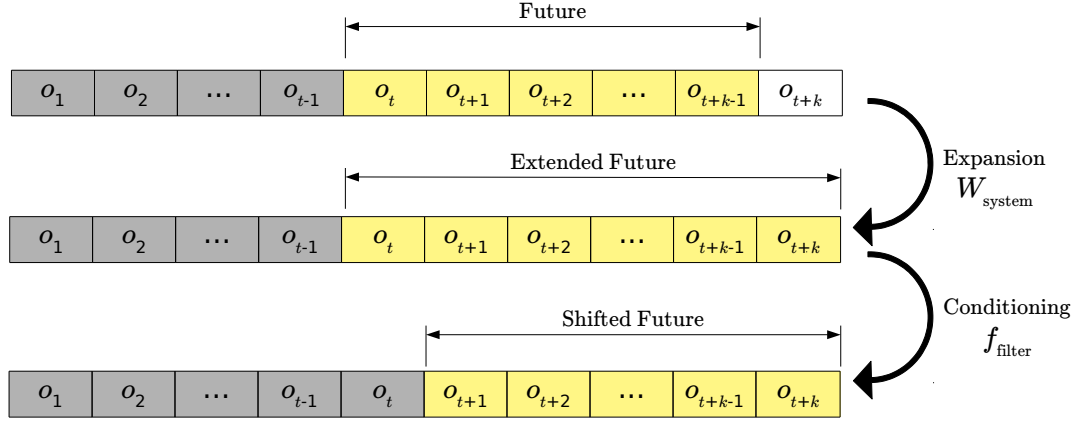 Future
o₁ o₂ ... oₜ₋₁ oₜ oₜ₊₁ oₜ₊₂ ... oₜ₊ₖ₋₁ oₜ₊ₖ
Extended Future
Expansion
W_system
o₁ o₂ ... oₜ₋₁ oₜ oₜ₊₁ oₜ₊₂ ... oₜ₊ₖ₋₁ oₜ₊ₖ
Shifted Future
Conditioning
f_filter
o₁ o₂ ... oₜ₋₁ oₜ oₜ₊₁ oₜ₊₂ ... oₜ₊ₖ₋₁ oₜ₊ₖ